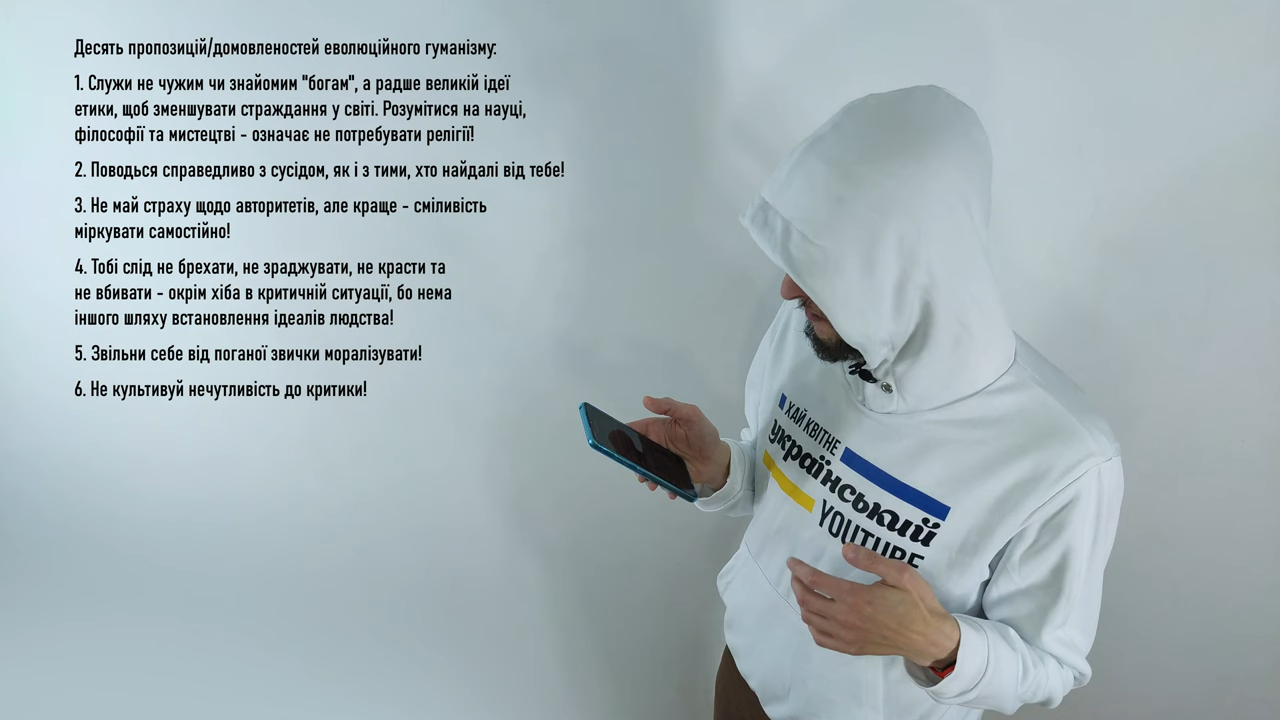 Десять пропозицій/домовленостей еволюційного гуманізму:
1. Служи не чужим чи знайомим "богам", а радше великій ідеї
етики, щоб зменшувати страждання у світі. Розумітися на науці,
філософії та мистецтві - означає не потребувати релігії!
2. Поводься справедливо з сусідом, як і з тими, хто найдалі від тебе!
3. Не май страху щодо авторитетів, але краще - сміливість
міркувати самостійно!
4. Тобі слід не брехати, не зраджувати, не красти та
не вбивати - окрім хіба в критичній ситуації, бо нема
іншого шляху встановлення ідеалів людства!
5. Звільни себе від поганої звички моралізувати!
6. Не культивуй нечутливість до критики!
ХАЙ КВІТНЕ
український
YOUTUBE